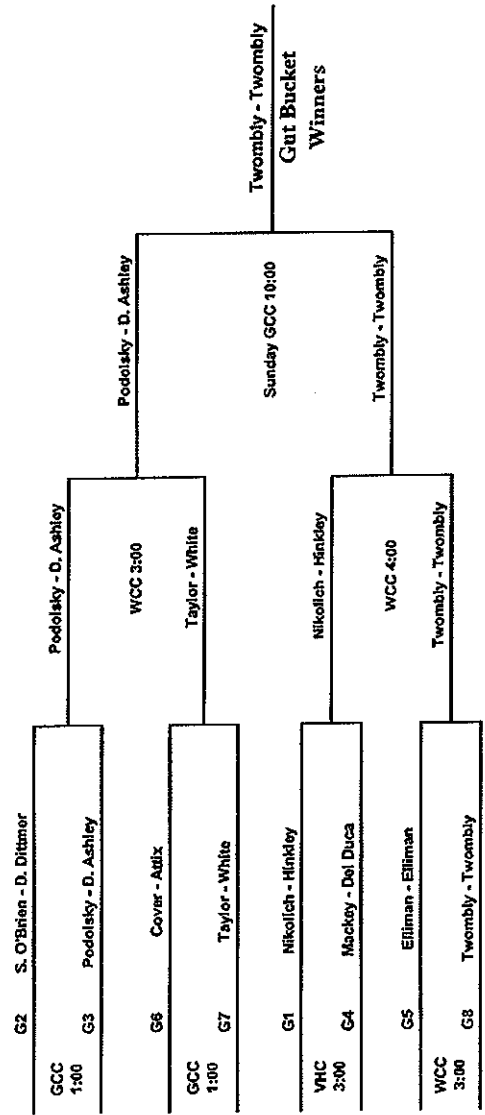 G2 S. O'Brien - D. Dittmor
GCC
1:00
G3 Podolsky - D. Ashley
G6 Cover - Attix
GCC
1:00
G7 Taylor - White
G1 Nikolich - Hinkley
VHC
3:00
G4 Mackey - Del Duca
G5 Elliman - Elliman
WCC
3:00
G8 Twombly - Twombly
Podolsky - D. Ashley
WCC 3:00
Taylor - White
Nikolich - Hinkley
WCC 4:00
Twombly - Twombly
Podolsky - D. Ashley
Sunday GCC 10:00
Twombly - Twombly
Twombly - Twombly
Gut Bucket
Winners